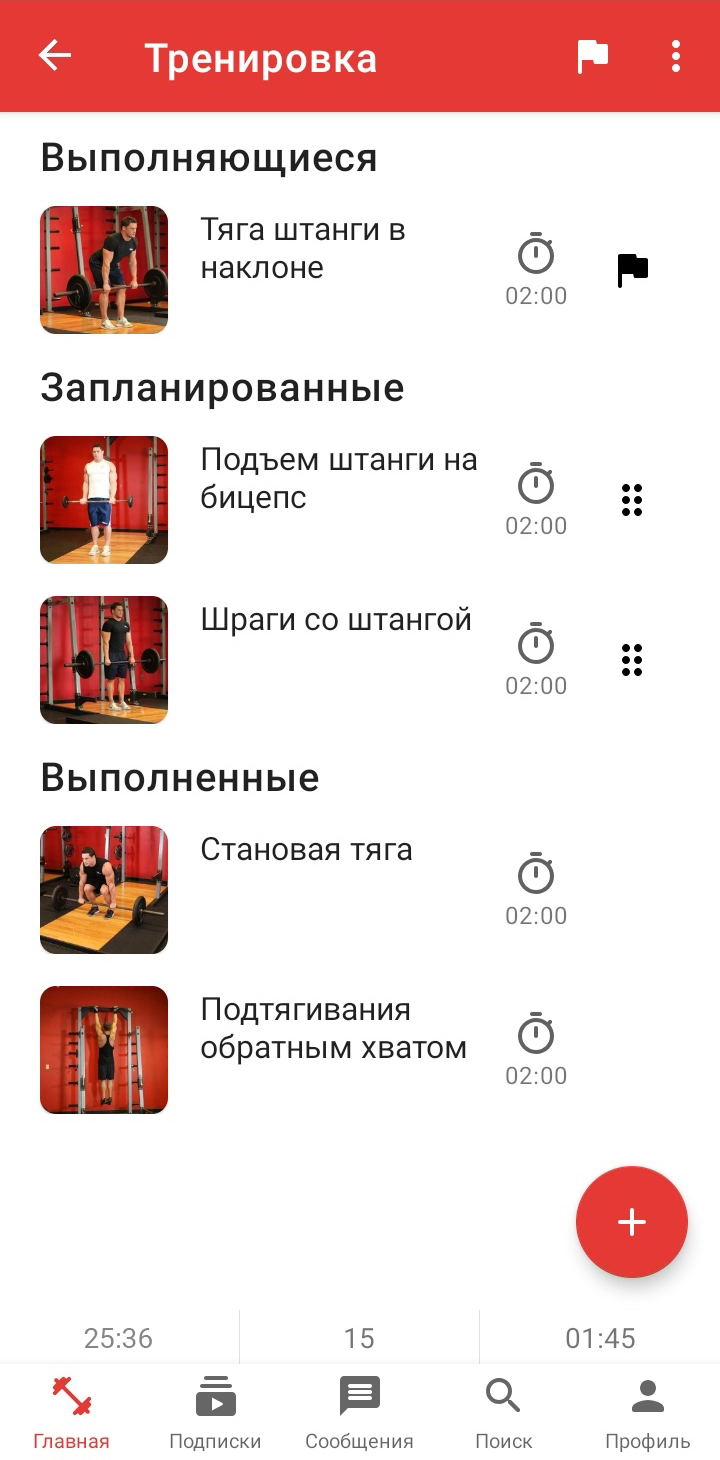 Тренировка
Выполняющиеся
Тяга штанги в
наклоне
02:00
Запланированные
Подъем штанги на
бицепс
02:00
Шраги со штангой
02:00
Выполненные
Становая тяга
02:00
Подтягивания
обратным хватом
02:00
25:36
15
01:45
Главная
Подписки
Сообщения
Поиск
Профиль